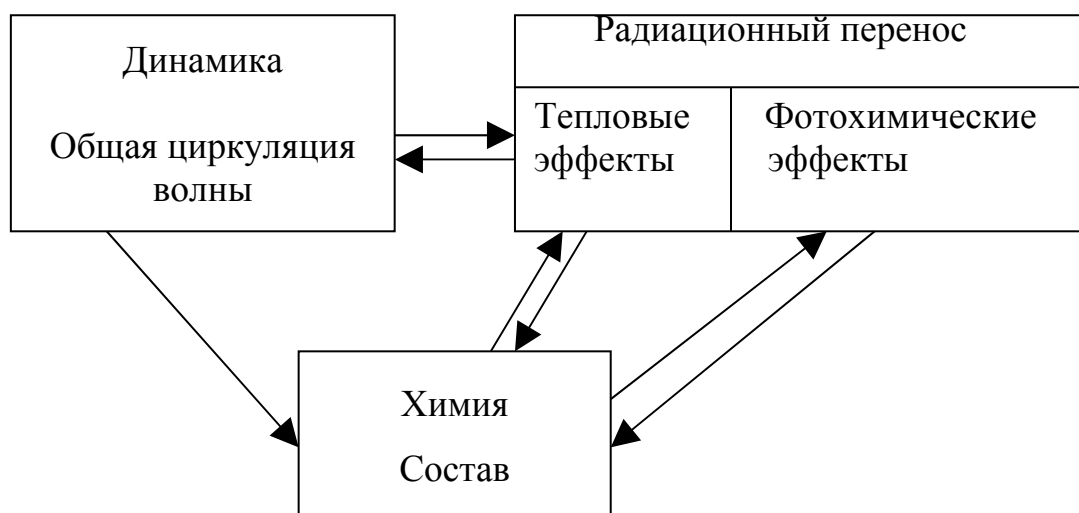 Динамика
Общая циркуляция
волны
Радиационный перенос
Тепловые
эффекты
Фотохимические
эффекты
Химия
Состав